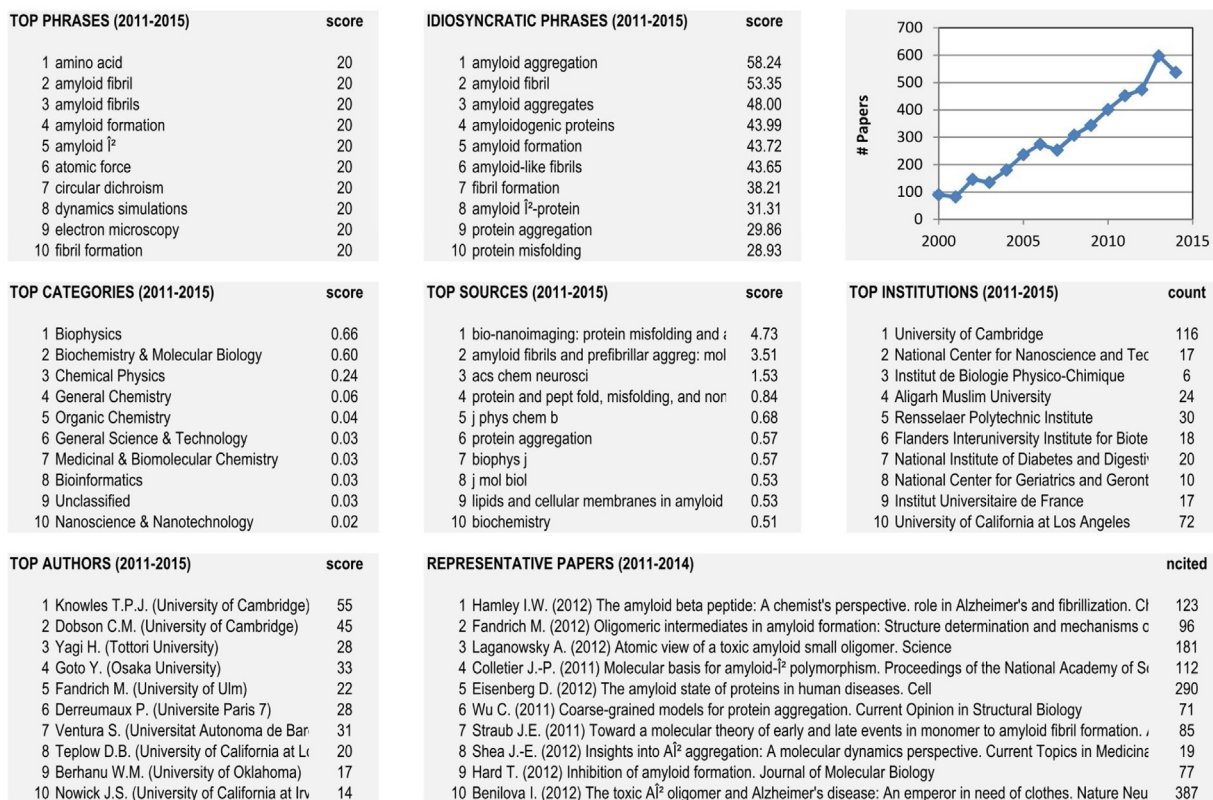 TOP PHRASES (2011-2015) score
1 amino acid 20
2 amyloid fibril 20
3 amyloid fibrils 20
4 amyloid formation 20
5 amyloid Î² 20
6 atomic force 20
7 circular dichroism 20
8 dynamics simulations 20
9 electron microscopy 20
10 fibril formation 20
IDIOSYNCRATIC PHRASES (2011-2015) score
1 amyloid aggregation 58.24
2 amyloid fibril 53.35
3 amyloid aggregates 48.00
4 amyloidogenic proteins 43.99
5 amyloid formation 43.72
6 amyloid-like fibrils 43.65
7 fibril formation 38.21
8 amyloid Î²-protein 31.31
9 protein aggregation 29.86
10 protein misfolding 28.93
# Papers
700
600
500
400
300
200
100
0
2000 2005 2010 2015
TOP CATEGORIES (2011-2015) score
1 Biophysics 0.66
2 Biochemistry & Molecular Biology 0.60
3 Chemical Physics 0.24
4 General Chemistry 0.06
5 Organic Chemistry 0.04
6 General Science & Technology 0.03
7 Medicinal & Biomolecular Chemistry 0.03
8 Bioinformatics 0.03
9 Unclassified 0.03
10 Nanoscience & Nanotechnology 0.02
TOP SOURCES (2011-2015) score
1 bio-nanoimaging: protein misfolding and a 4.73
2 amyloid fibrils and prefibrillar aggreg: mol 3.51
3 acs chem neurosci 1.53
4 protein and pept fold, misfolding, and non 0.84
5 j phys chem b 0.68
6 protein aggregation 0.57
7 biophys j 0.57
8 j mol biol 0.53
9 lipids and cellular membranes in amyloid 0.53
10 biochemistry 0.51
TOP INSTITUTIONS (2011-2015) count
1 University of Cambridge 116
2 National Center for Nanoscience and Tec 17
3 Institut de Biologie Physico-Chimique 6
4 Aligarh Muslim University 24
5 Rensselaer Polytechnic Institute 30
6 Flanders Interuniversity Institute for Biote 18
7 National Institute of Diabetes and Digestiv 20
8 National Center for Geriatrics and Geront 10
9 Institut Universitaire de France 17
10 University of California at Los Angeles 72
TOP AUTHORS (2011-2015) score
1 Knowles T.P.J. (University of Cambridge) 55
2 Dobson C.M. (University of Cambridge) 45
3 Yagi H. (Tottori University) 28
4 Goto Y. (Osaka University) 33
5 Fandrich M. (University of Ulm) 22
6 Derreumaux P. (Universite Paris 7) 28
7 Ventura S. (Universitat Autonoma de Bar 31
8 Teplow D.B. (University of California at Lo 20
9 Berhanu W.M. (University of Oklahoma) 17
10 Nowick J.S. (University of California at Irv 14
REPRESENTATIVE PAPERS (2011-2014) ncited
1 Hamley I.W. (2012) The amyloid beta peptide: A chemist's perspective. role in Alzheimer's and fibrillization. Ch 123
2 Fandrich M. (2012) Oligomeric intermediates in amyloid formation: Structure determination and mechanisms o 96
3 Laganowsky A. (2012) Atomic view of a toxic amyloid small oligomer. Science 181
4 Colletier J.-P. (2011) Molecular basis for amyloid-Î² polymorphism. Proceedings of the National Academy of Sc 112
5 Eisenberg D. (2012) The amyloid state of proteins in human diseases. Cell 290
6 Wu C. (2011) Coarse-grained models for protein aggregation. Current Opinion in Structural Biology 71
7 Straub J.E. (2011) Toward a molecular theory of early and late events in monomer to amyloid fibril formation. 85
8 Shea J.-E. (2012) Insights into AÎ² aggregation: A molecular dynamics perspective. Current Topics in Medicina 19
9 Hard T. (2012) Inhibition of amyloid formation. Journal of Molecular Biology 77
10 Benilova I. (2012) The toxic AÎ² oligomer and Alzheimer's disease: An emperor in need of clothes. Nature Neu 387